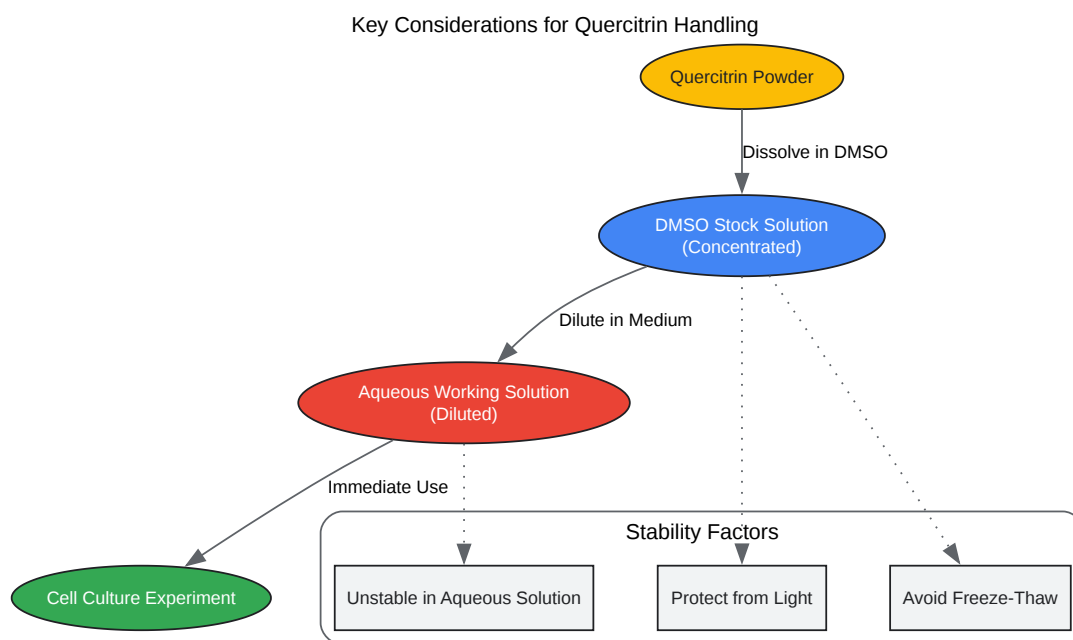 Key Considerations for Quercitrin Handling
Quercitrin Powder
Dissolve in DMSO
DMSO Stock Solution
(Concentrated)
Dilute in Medium
Aqueous Working Solution
(Diluted)
Immediate Use
Stability Factors
Cell Culture Experiment
Unstable in Aqueous Solution
Protect from Light
Avoid Freeze-Thaw